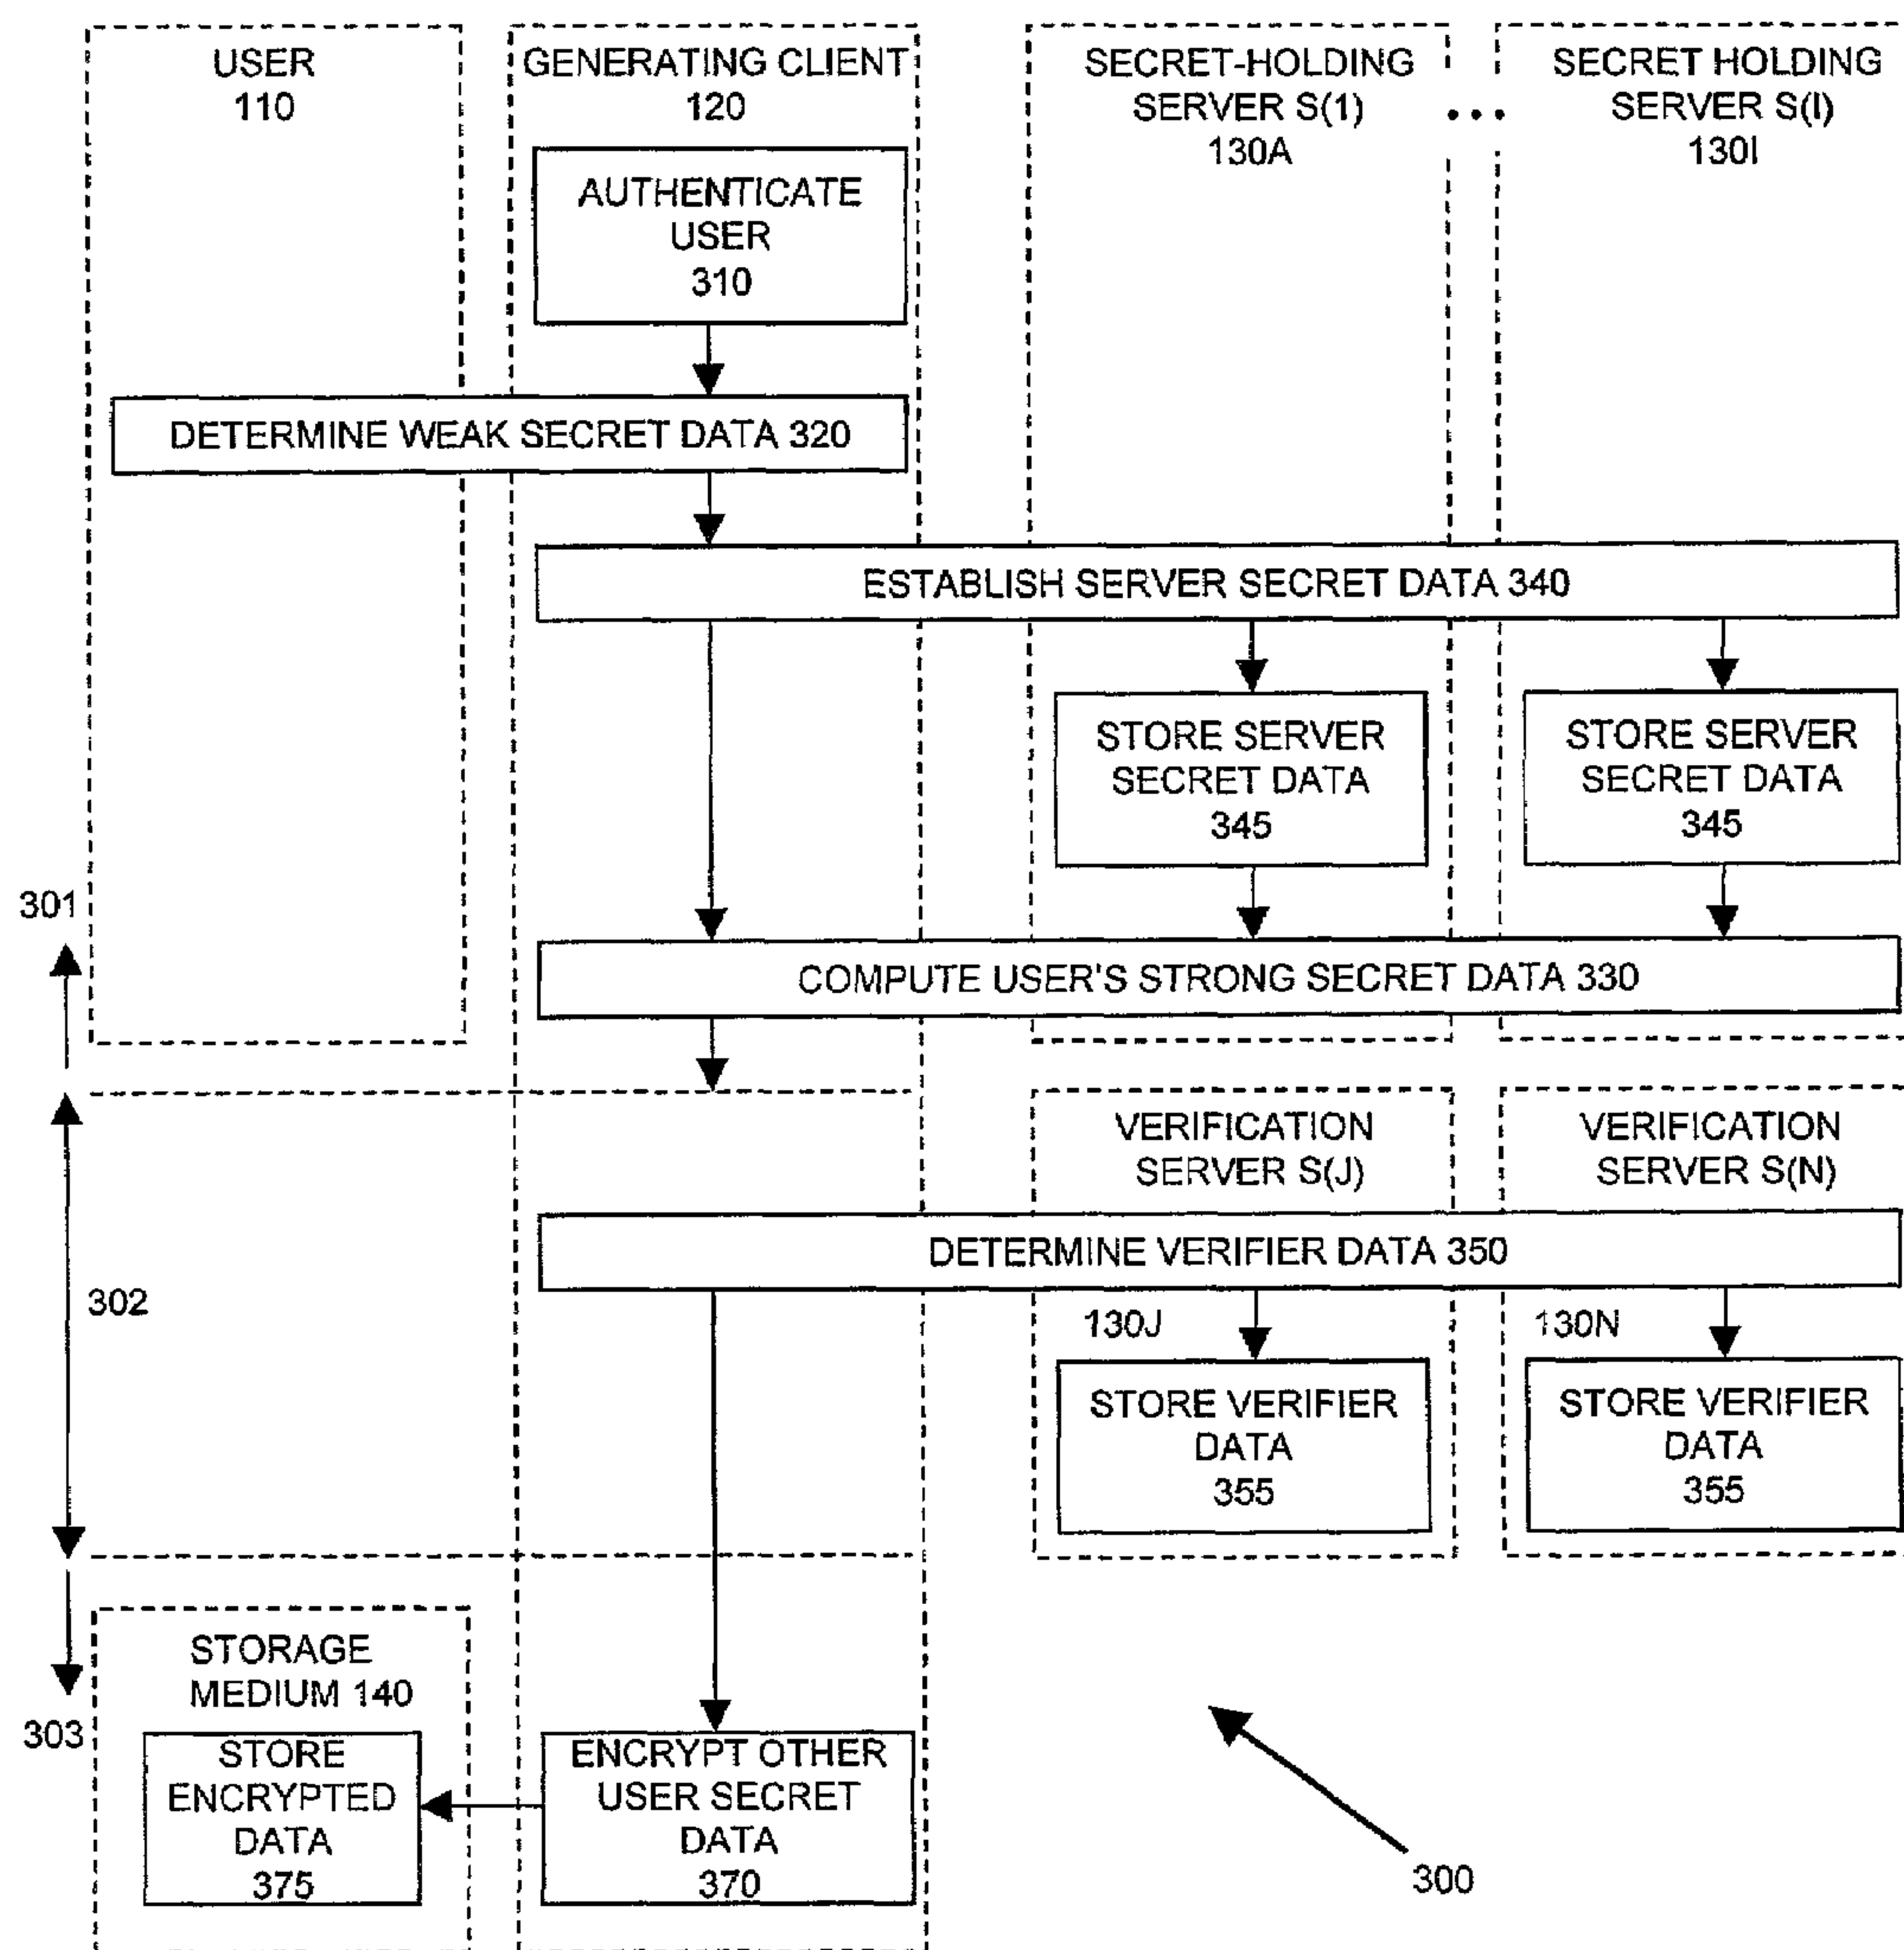 USER
110
GENERATING CLIENT
120
SECRET-HOLDING
SERVER S(1)
130A
•••
SECRET HOLDING
SERVER S(I)
130I
AUTHENTICATE
USER
310
DETERMINE WEAK SECRET DATA 320
ESTABLISH SERVER SECRET DATA 340
STORE SERVER
SECRET DATA
345
STORE SERVER
SECRET DATA
345
301
COMPUTE USER'S STRONG SECRET DATA 330
VERIFICATION
SERVER S(J)
VERIFICATION
SERVER S(N)
DETERMINE VERIFIER DATA 350
302
130J
130N
STORE VERIFIER
DATA
355
STORE VERIFIER
DATA
355
STORAGE
MEDIUM 140
303
STORE
ENCRYPTED
DATA
375
ENCRYPT OTHER
USER SECRET
DATA
370
300